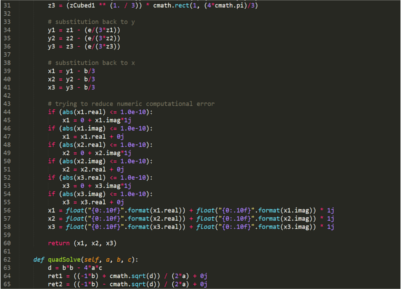 31 z3 = (zCubed1 ** (1. / 3)) * cmath.rect(1, (4*cmath.pi)/3)
32
33 # substitution back to y
34 y1 = z1 - (e/(3*z1))
35 y2 = z2 - (e/(3*z2))
36 y3 = z3 - (e/(3*z3))
37
38 # substitution back to x
39 x1 = y1 - b/3
40 x2 = y2 - b/3
41 x3 = y3 - b/3
42
43 # trying to reduce numeric computational error
44 if (abs(x1.real) <= 1.0e-10):
45 x1 = 0 + x1.imag*1j
46 if (abs(x1.imag) <= 1.0e-10):
47 x1 = x1.real + 0j
48 if (abs(x2.real) <= 1.0e-10):
49 x2 = 0 + x2.imag*1j
50 if (abs(x2.imag) <= 1.0e-10):
51 x2 = x2.real + 0j
52 if (abs(x3.real) <= 1.0e-10):
53 x3 = 0 + x3.imag*1j
54 if (abs(x3.imag) <= 1.0e-10):
55 x3 = x3.real + 0j
56 x1 = float("{0:.10f}".format(x1.real)) + float("{0:.10f}".format(x1.imag)) * 1j
57 x2 = float("{0:.10f}".format(x2.real)) + float("{0:.10f}".format(x2.imag)) * 1j
58 x3 = float("{0:.10f}".format(x3.real)) + float("{0:.10f}".format(x3.imag)) * 1j
59
60 return (x1, x2, x3)
61
62 def quadSolve(self, a, b, c):
63 d = b*b - 4*a*c
64 ret1 = ((-1*b) + cmath.sqrt(d)) / (2*a) + 0j
65 ret2 = ((-1*b) - cmath.sqrt(d)) / (2*a) + 0j